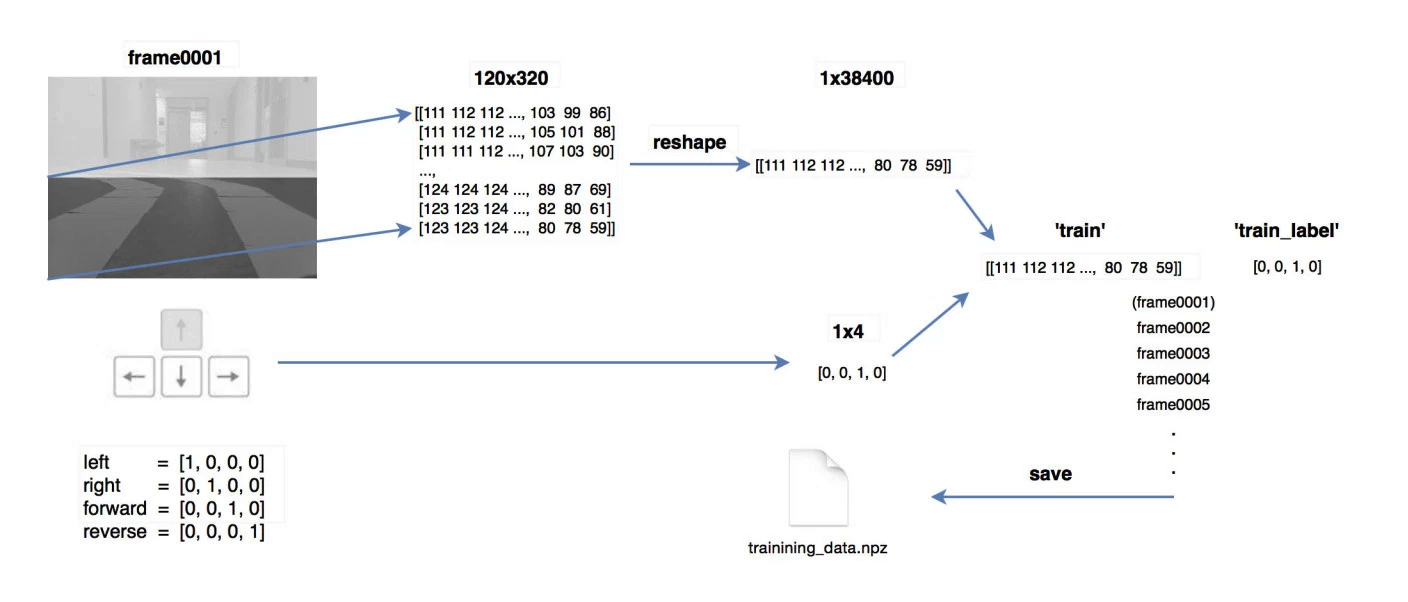 frame0001
120x320
[[111 112 112 ..., 103 99 86]
[111 112 112 ..., 105 101 88]
[111 111 112 ..., 107 103 90]
...,
[124 124 124 ..., 89 87 69]
[123 123 124 ..., 82 80 61]
[123 123 124 ..., 80 78 59]]
reshape
1x38400
[[111 112 112 ..., 80 78 59]]
'train'
'train_label'
[[111 112 112 ..., 80 78 59]]
[0, 0, 1, 0]
(frame0001)
frame0002
frame0003
frame0004
frame0005
.
.
.
1x4
[0, 0, 1, 0]
left = [1, 0, 0, 0]
right = [0, 1, 0, 0]
forward = [0, 0, 1, 0]
reverse = [0, 0, 0, 1]
save
trainining_data.npz